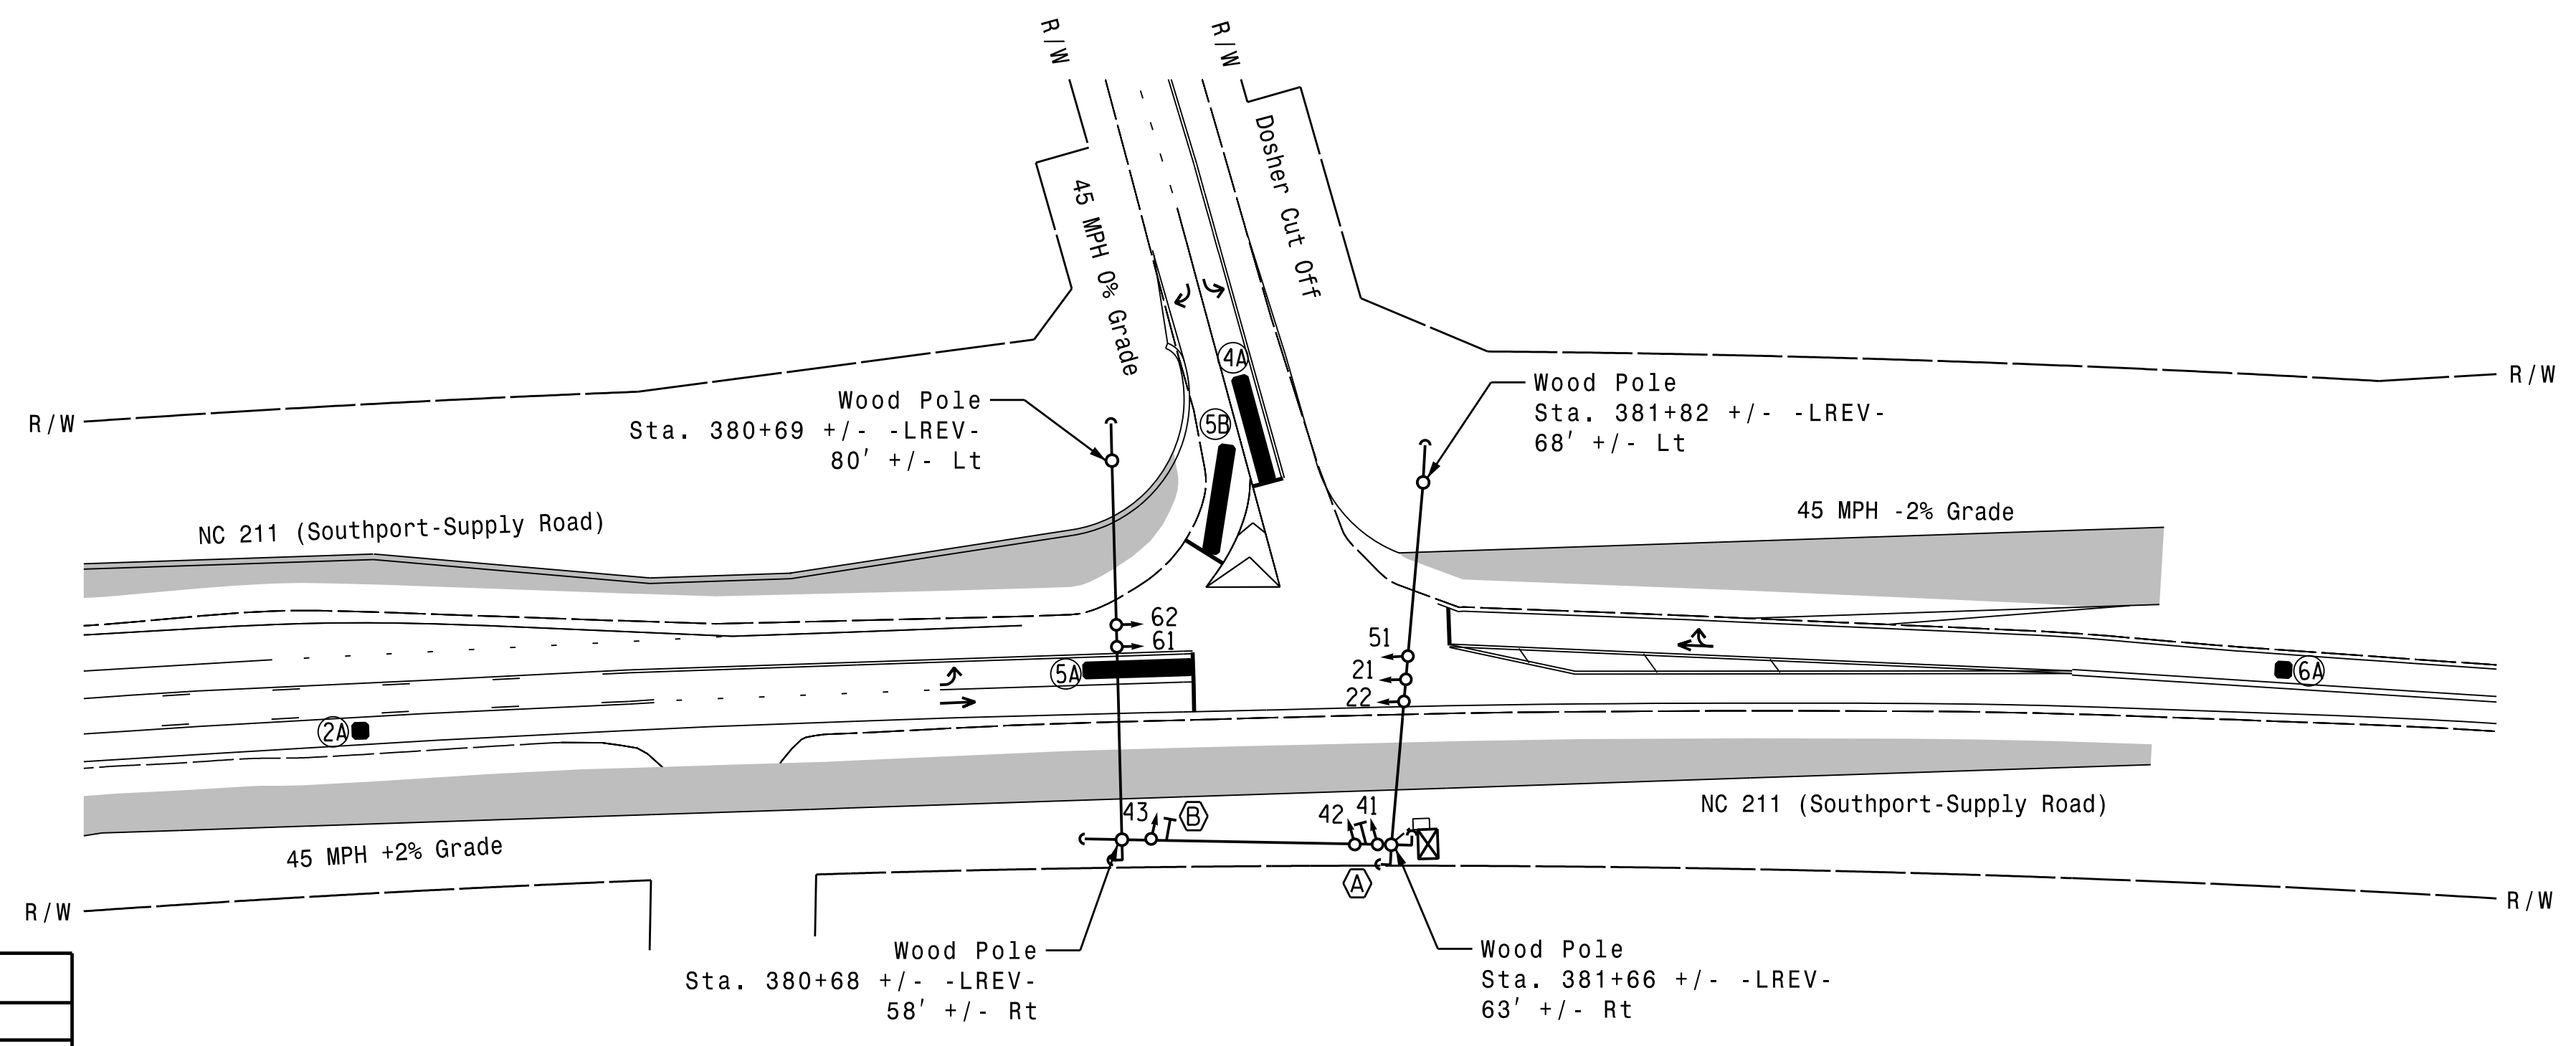 R/W
R/W
Dosher Cut Off
45 MPH 0% Grade
4A
5B
Wood Pole
Sta. 380+69 +/- -LREV-
80' +/- Lt
Wood Pole
Sta. 381+82 +/- -LREV-
68' +/- Lt
R/W
R/W
NC 211 (Southport-Supply Road)
45 MPH -2% Grade
62
61
5A
51
21
22
6A
2A
43
B
42
41
A
NC 211 (Southport-Supply Road)
45 MPH +2% Grade
R/W
R/W
Wood Pole
Sta. 380+68 +/- -LREV-
58' +/- Rt
Wood Pole
Sta. 381+66 +/- -LREV-
63' +/- Rt